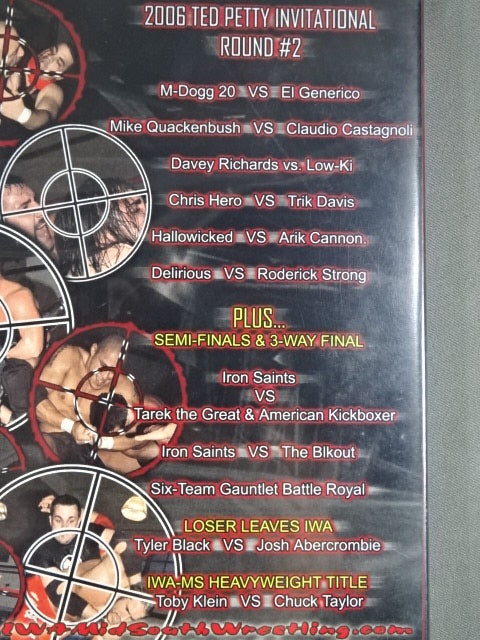 2006 TED PETTY INVITATIONAL
ROUND #2
M-Dogg 20 VS El Generico
Mike Quackenbush VS Claudio Castagnoli
Davey Richards vs. Low-Ki
Chris Hero VS Trik Davis
Hallowicked VS Arik Cannon.
Delirious VS Roderick Strong
PLUS...
SEMI-FINALS & 3-WAY FINAL
Iron Saints
VS
Tarek the Great & American Kickboxer
Iron Saints VS The Blkout
Six-Team Gauntlet Battle Royal
LOSER LEAVES IWA
Tyler Black VS Josh Abercrombie
IWA-MS HEAVYWEIGHT TITLE
Toby Klein VS Chuck Taylor
IWA-MidSouthWrestling.com